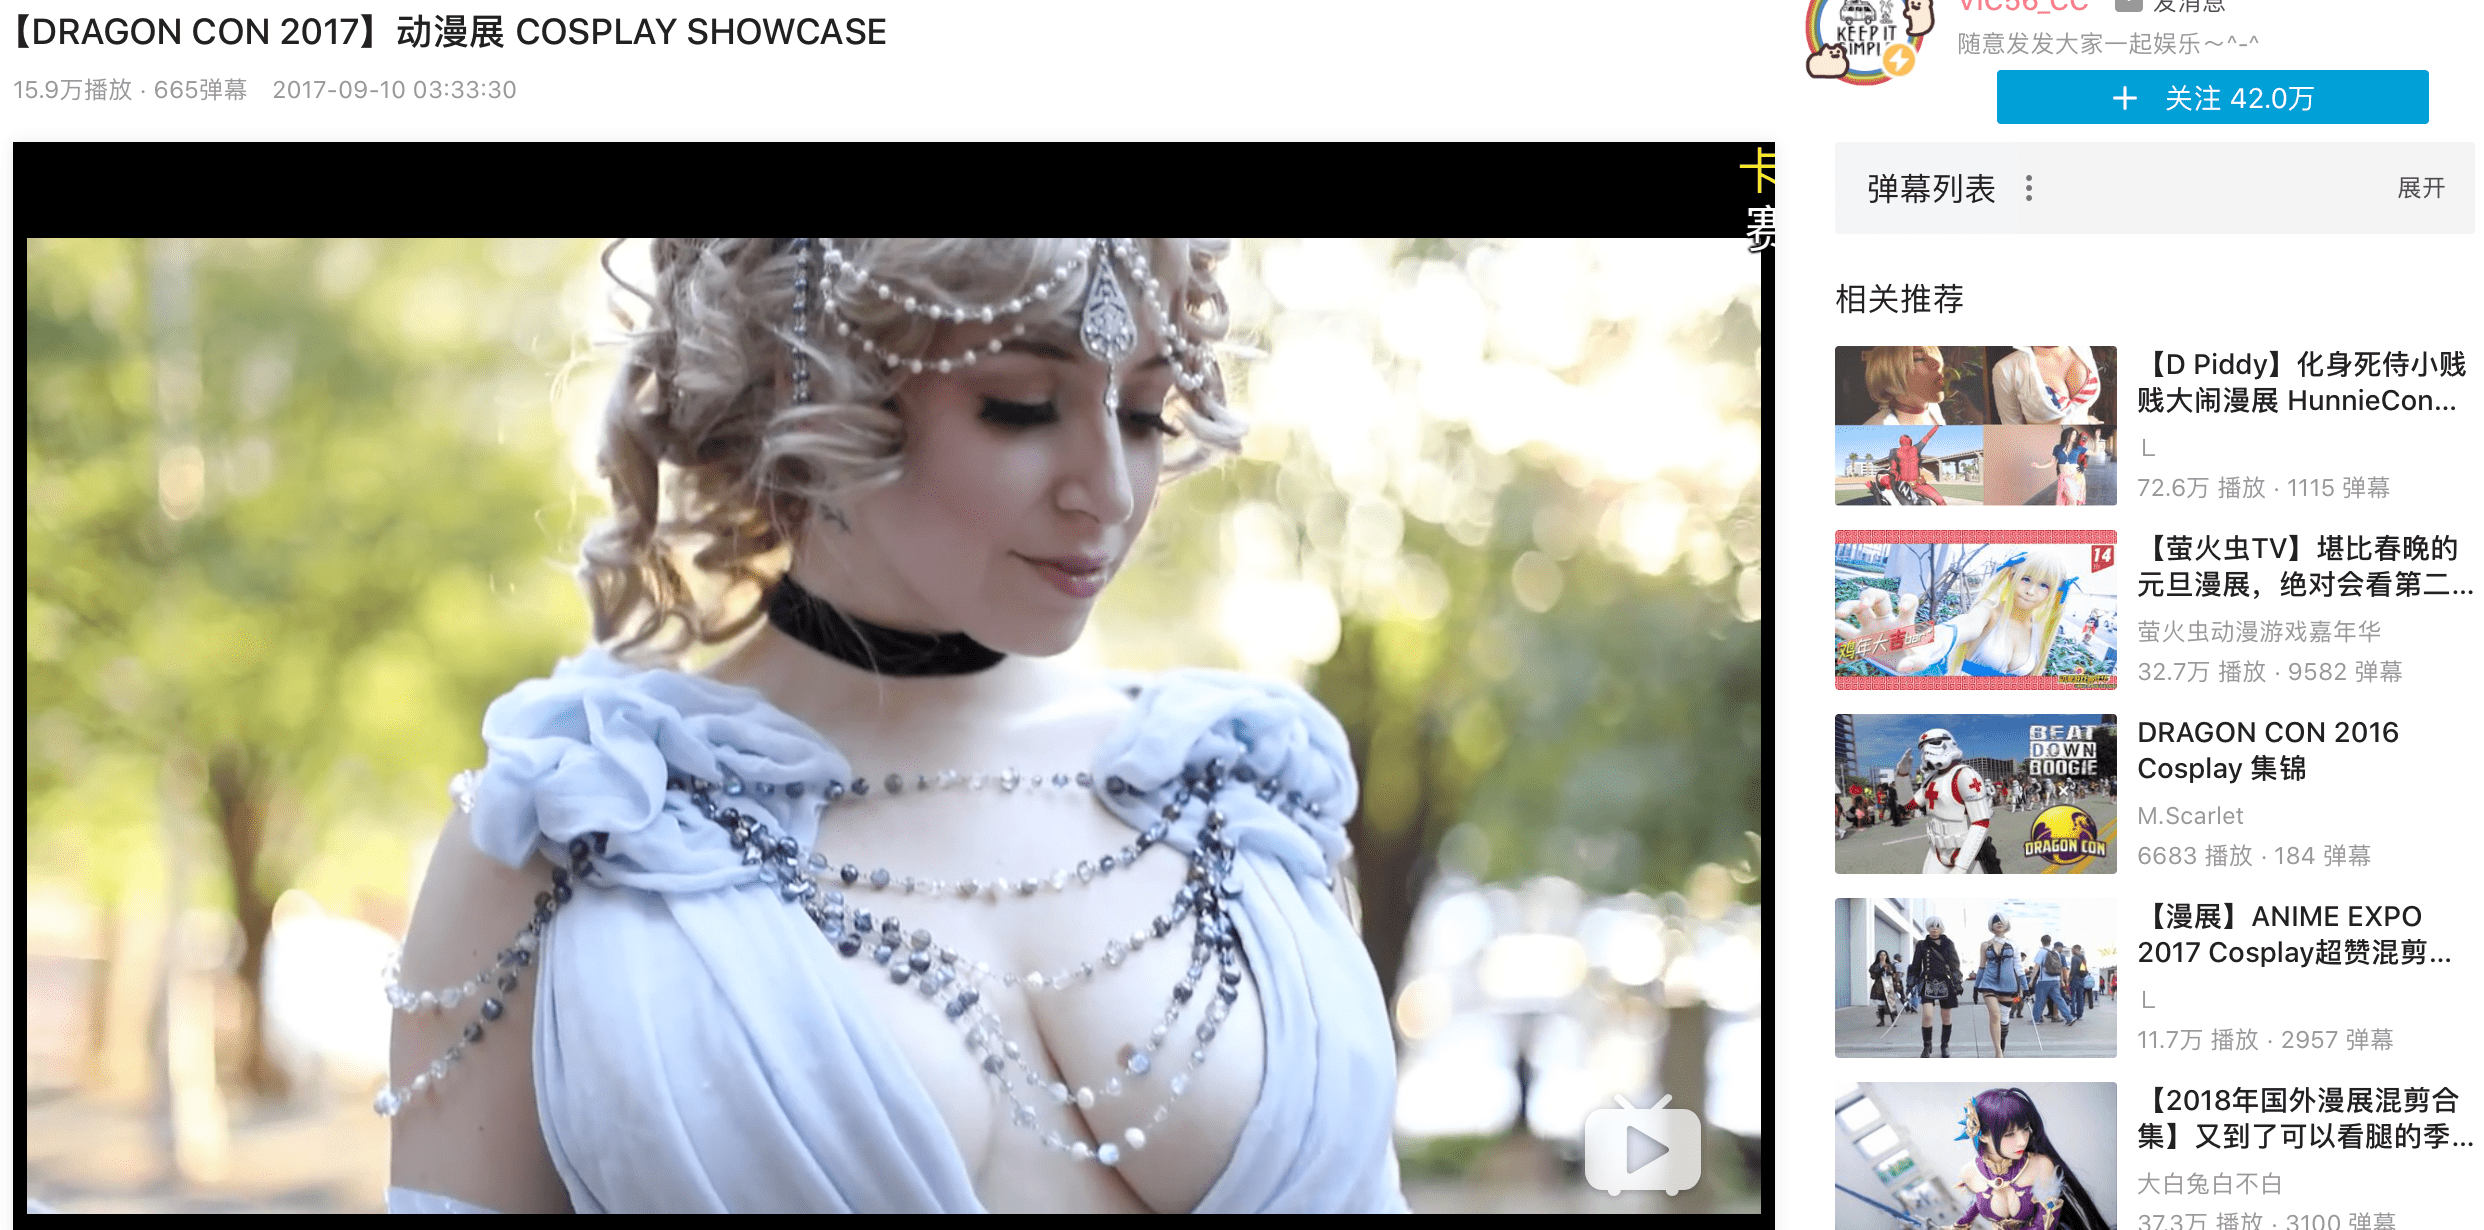 【DRAGON CON 2017】动漫展 COSPLAY SHOWCASE
15.9万播放 · 665弹幕 2017-09-10 03:33:30
VIC56_CC 发消息
随意发发大家一起娱乐～^-^
KEEP IT
SIMPL
+ 关注 42.0万
卡
赛
弹幕列表
展开
相关推荐
【D Piddy】化身死侍小贱
贱大闹漫展 HunnieCon...
L
72.6万 播放 · 1115 弹幕
14
鸡年大吉
【萤火虫TV】堪比春晚的
元旦漫展，绝对会看第二...
萤火虫动漫游戏嘉年华
32.7万 播放 · 9582 弹幕
BEAT
DOWN
BOOGIE
DRAGON CON
DRAGON CON 2016
Cosplay 集锦
M.Scarlet
6683 播放 · 184 弹幕
【漫展】ANIME EXPO
2017 Cosplay超赞混剪...
L
11.7万 播放 · 2957 弹幕
【2018年国外漫展混剪合
集】又到了可以看腿的季...
大白兔白不白
37.3万 播放 · 3100 弹幕